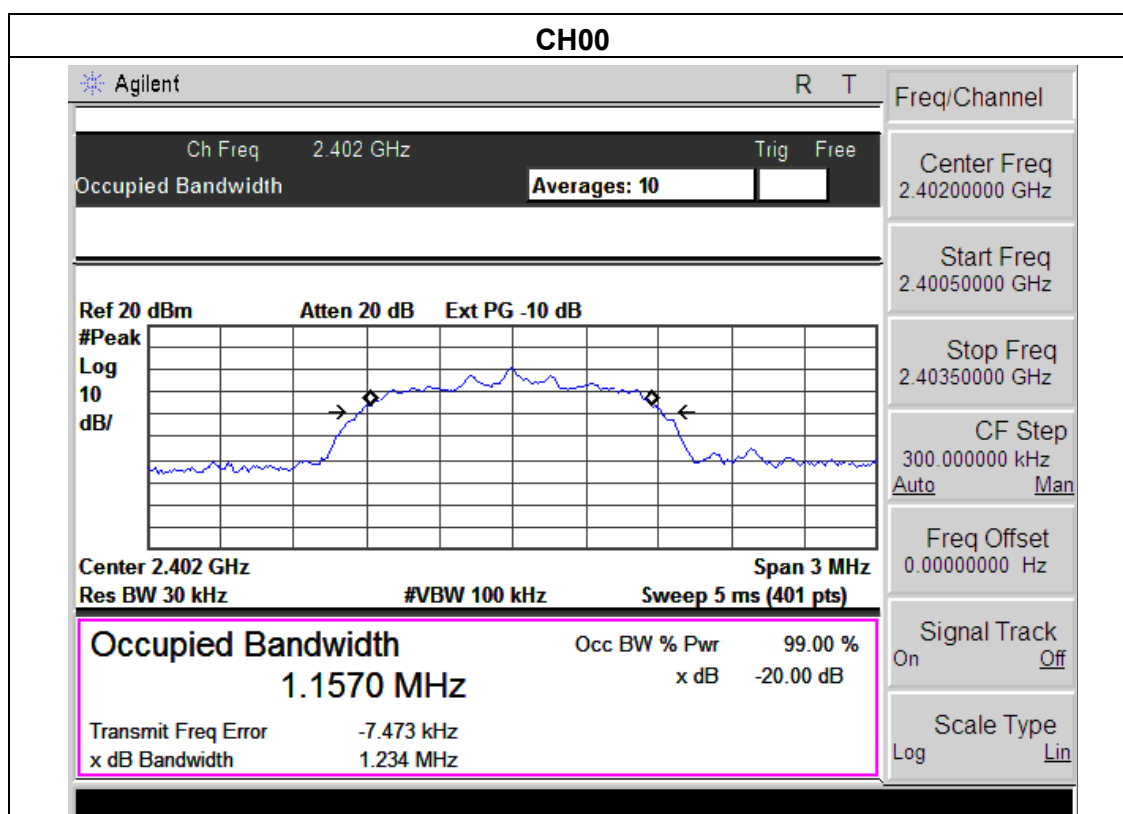 CH00
Agilent R T
Ch Freq 2.402 GHz Trig Free
Occupied Bandwidth Averages: 10
Ref 20 dBm Atten 20 dB Ext PG -10 dB
#Peak
Log
10
dB/
Center 2.402 GHz Span 3 MHz
Res BW 30 kHz #VBW 100 kHz Sweep 5 ms (401 pts)
Occupied Bandwidth Occ BW % Pwr 99.00 %
1.1570 MHz x dB -20.00 dB
Transmit Freq Error -7.473 kHz
x dB Bandwidth 1.234 MHz
Freq/Channel
Center Freq
2.40200000 GHz
Start Freq
2.40050000 GHz
Stop Freq
2.40350000 GHz
CF Step
300.000000 kHz
Auto Man
Freq Offset
0.00000000 Hz
Signal Track
On Off
Scale Type
Log Lin